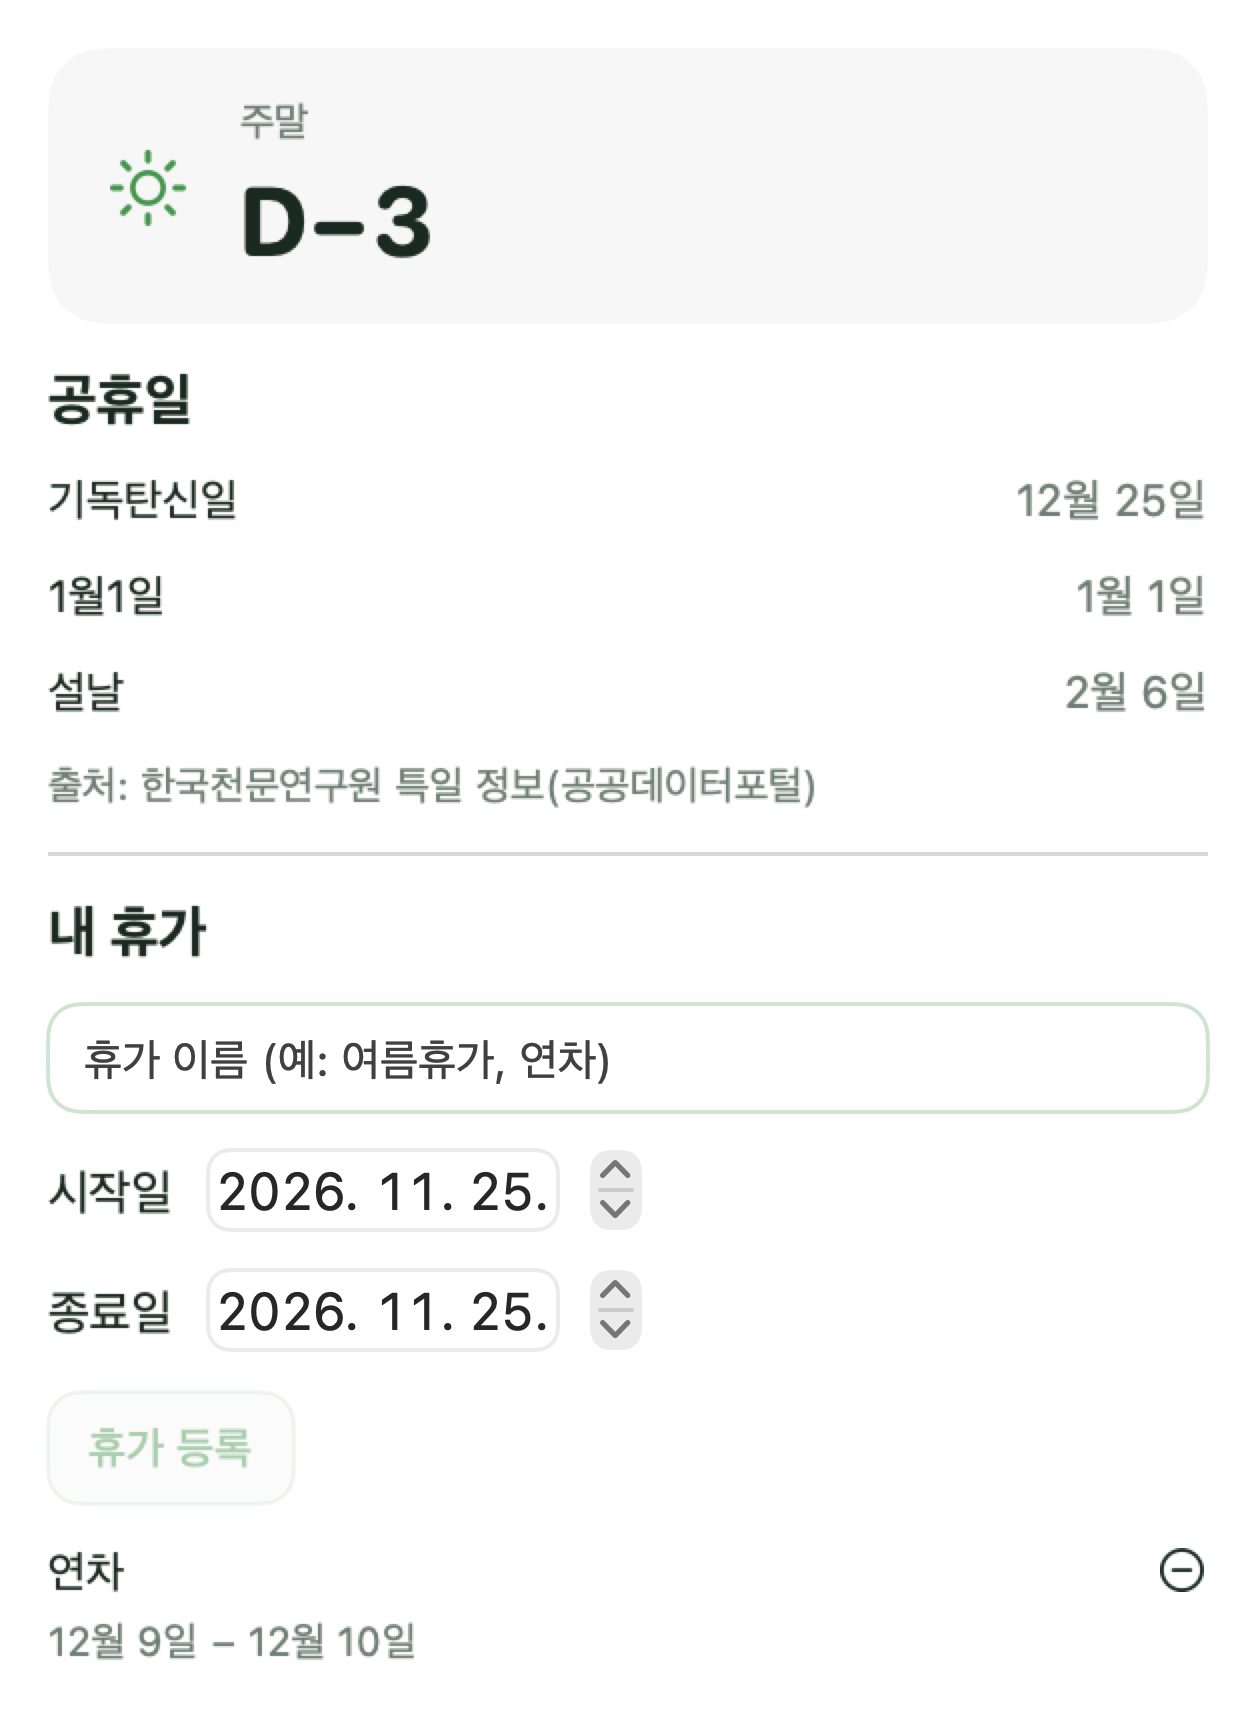 주말
D-3
공휴일
기독탄신일 12월 25일
1월1일 1월 1일
설날 2월 6일
출처: 한국천문연구원 특일 정보(공공데이터포털)
내 휴가
휴가 이름 (예: 여름휴가, 연차)
시작일 2026. 11. 25.
종료일 2026. 11. 25.
휴가 등록
연차
12월 9일 – 12월 10일